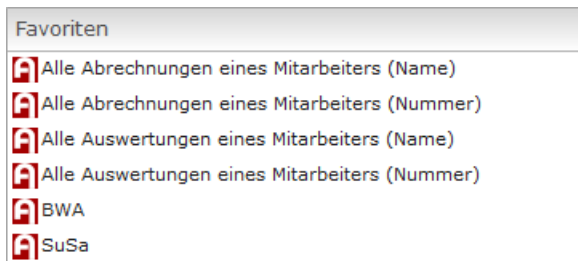 Favoriten
Alle Abrechnungen eines Mitarbeiters (Name)
Alle Abrechnungen eines Mitarbeiters (Nummer)
Alle Auswertungen eines Mitarbeiters (Name)
Alle Auswertungen eines Mitarbeiters (Nummer)
BWA
SuSa